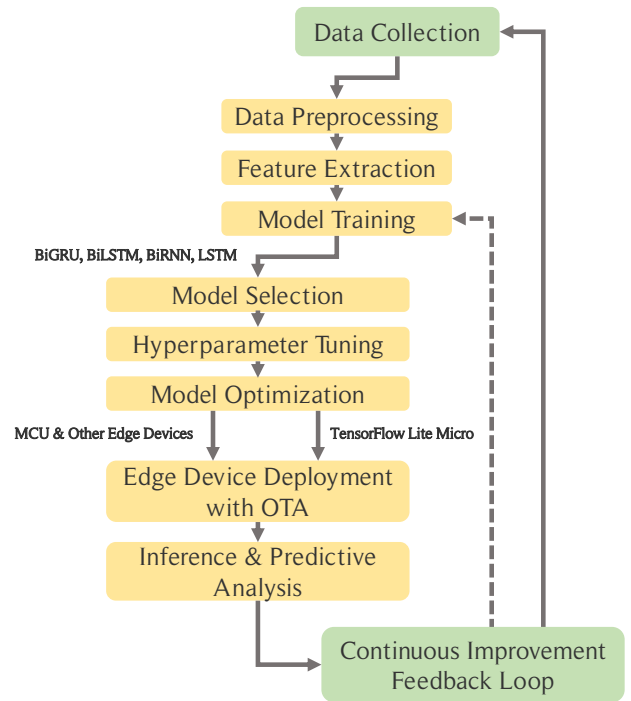 Data Collection
Data Preprocessing
Feature Extraction
Model Training
BiGRU, BiLSTM, BiRNN, LSTM
Model Selection
Hyperparameter Tuning
Model Optimization
MCU & Other Edge Devices
TensorFlow Lite Micro
Edge Device Deployment
with OTA
Inference & Predictive
Analysis
Continuous Improvement
Feedback Loop